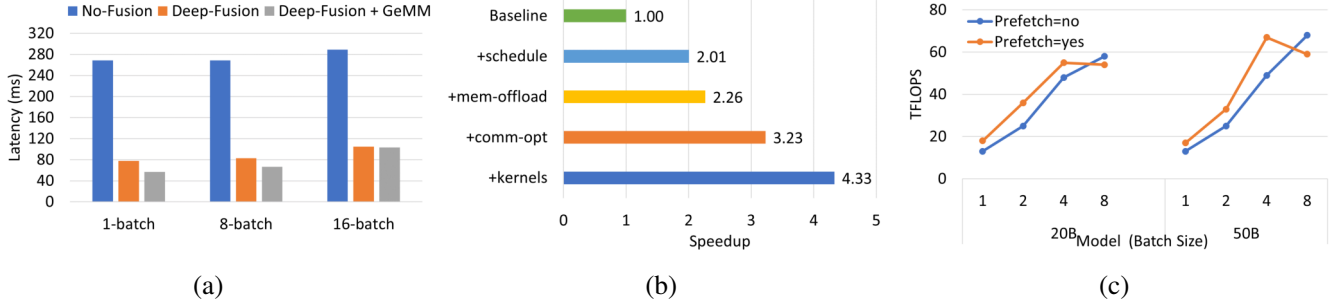 No-Fusion Deep-Fusion Deep-Fusion + GeMM
Latency (ms)
320
280
240
200
160
120
80
40
0
1-batch 8-batch 16-batch
(a)
Baseline 1.00
+schedule 2.01
+mem-offload 2.26
+comm-opt 3.23
+kernels 4.33
0 1 2 3 4 5
Speedup
(b)
TFLOPS
80
60
40
20
0
Prefetch=no
Prefetch=yes
1 2 4 8 1 2 4 8
20B 50B
Model (Batch Size)
(c)